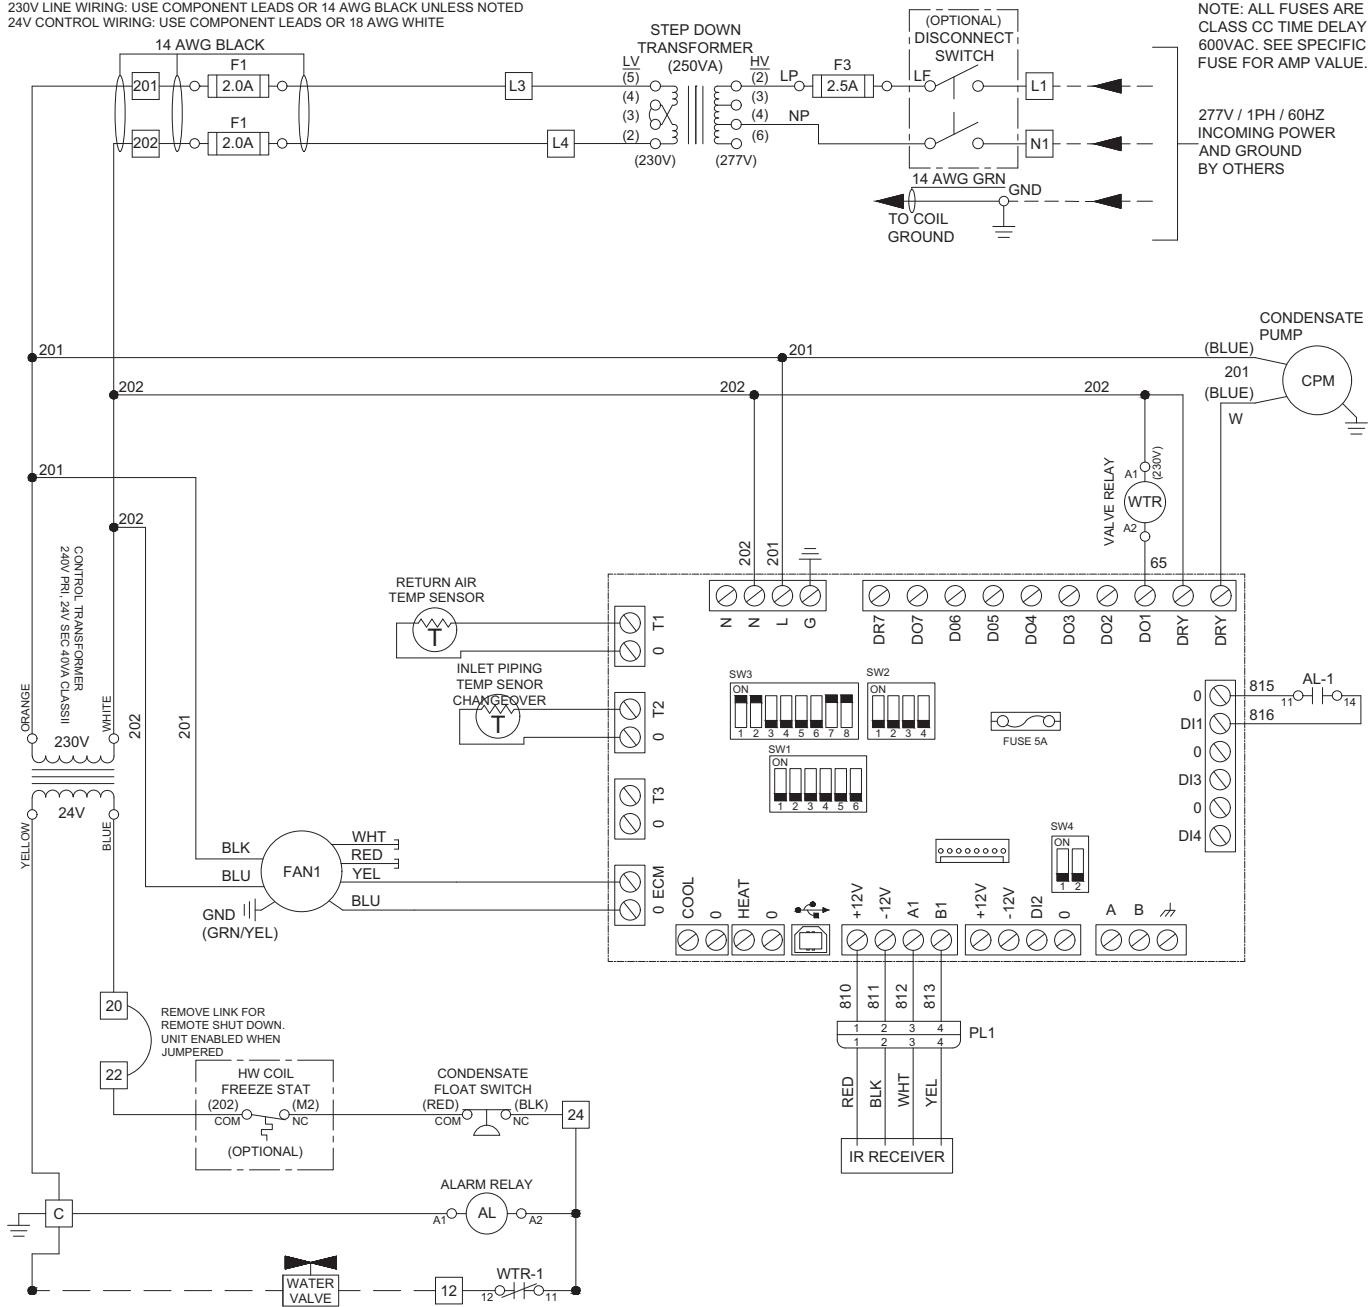 230V LINE WIRING: USE COMPONENT LEADS OR 14 AWG BLACK UNLESS NOTED
24V CONTROL WIRING: USE COMPONENT LEADS OR 18 AWG WHITE
NOTE: ALL FUSES ARE
CLASS CC TIME DELAY
600VAC. SEE SPECIFIC
FUSE FOR AMP VALUE.
14 AWG BLACK
201
F1
2.0A
202
F1
2.0A
L3
L4
STEP DOWN
TRANSFORMER
(250VA)
LV
(5)
(4)
(3)
(2)
(230V)
HV
(2)
(3)
(4)
(6)
(277V)
LP
NP
F3
2.5A
LF
(OPTIONAL)
DISCONNECT
SWITCH
L1
N1
14 AWG GRN
GND
TO COIL
GROUND
277V / 1PH / 60HZ
INCOMING POWER
AND GROUND
BY OTHERS
CONDENSATE
PUMP
201
201
(BLUE)
201
(BLUE)
W
CPM
202
202
202
201
202
VALVE RELAY
A1
(230V)
WTR
A2
65
CONTROL TRANSFORMER
240V PRI, 24V SEC 40VA CLASSII
ORANGE
WHITE
230V
24V
YELLOW
BLUE
202
201
RETURN AIR
TEMP SENSOR
T
INLET PIPING
TEMP SENOR
CHANGEOVER
T
202
201
N
N
L
G
DR7
DO7
D06
D05
DO4
DO3
DO2
DO1
DRY
DRY
T1
0
T2
0
T3
0
ECM
0
SW3
ON
1 2 3 4 5 6 7 8
SW2
ON
1 2 3 4
SW1
ON
1 2 3 4 5 6
FUSE 5A
SW4
ON
1 2
0
DI1
0
DI3
0
DI4
815
816
AL-1
11
14
BLK
BLU
FAN1
WHT
RED
YEL
BLU
GND
(GRN/YEL)
COOL
0
HEAT
0
+12V
-12V
A1
B1
+12V
-12V
DI2
0
A
B
810
811
812
813
1 2 3 4
1 2 3 4
PL1
RED
BLK
WHT
YEL
IR RECEIVER
20
22
REMOVE LINK FOR
REMOTE SHUT DOWN.
UNIT ENABLED WHEN
JUMPERED
HW COIL
FREEZE STAT
(202)
(M2)
COM
NC
(OPTIONAL)
CONDENSATE
FLOAT SWITCH
(RED)
(BLK)
COM
NC
24
C
ALARM RELAY
A1
AL
A2
WATER
VALVE
12
WTR-1
12
11